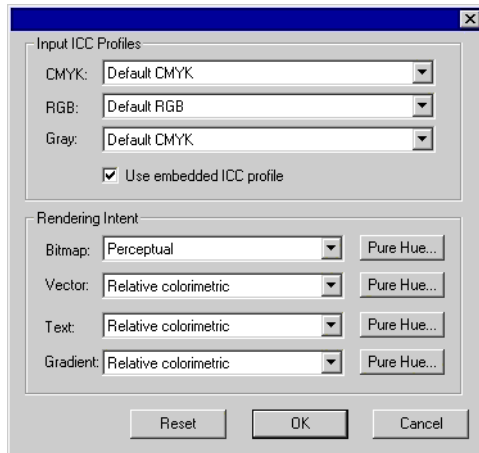 Input ICC Profiles
CMYK: Default CMYK
RGB: Default RGB
Gray: Default CMYK
Use embedded ICC profile
Rendering Intent
Bitmap: Perceptual Pure Hue...
Vector: Relative colorimetric Pure Hue...
Text: Relative colorimetric Pure Hue...
Gradient: Relative colorimetric Pure Hue...
Reset OK Cancel